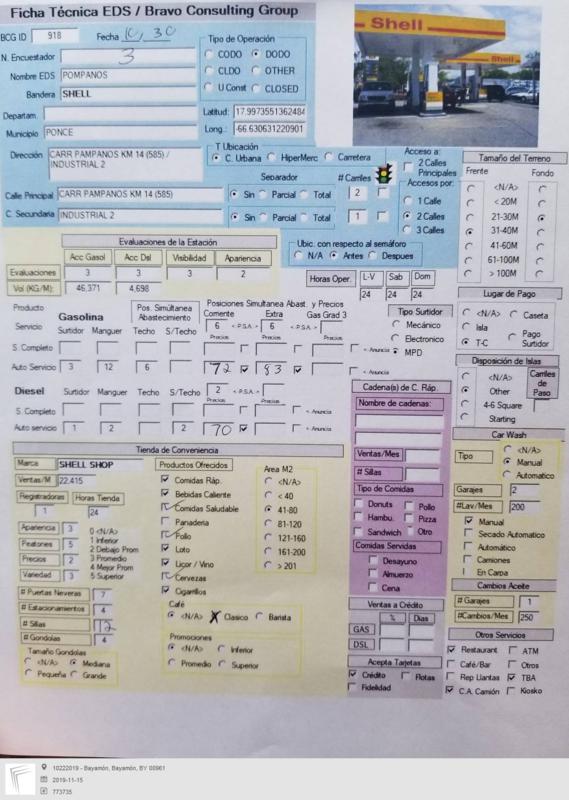 Ficha Técnica EDS / Bravo Consulting Group
BCG ID 918 Fecha 10, 30
N. Encuestador 3
Nombre EDS POMPANOS
Bandera SHELL
Departam.
Municipio PONCE
Dirección CARR PAMPANOS KM 14 (585) /
INDUSTRIAL 2
Tipo de Operación
CODO DODO
CLDO OTHER
U Const CLOSED
Latitud: 17.9973551362484
Long.: -66.630631220901
Shell
Shell
T Ubicación
C. Urbana HiperMerc Carretera
Separador # Carriles
Calle Principal CARR PAMPANOS KM 14 (585) Sin Parcial Total 2
C. Secundaria INDUSTRIAL 2 Sin Parcial Total 1
Acceso a:
2 Calles
Principales
Accesos por:
1 Calle
2 Calles
3 Calles
Tamaño del Terreno
Frente Fondo
<N/A>
< 20M
21-30M
31-40M
41-60M
61-100M
> 100M
Evaluaciones de la Estación
Acc Gasol Acc Dsl Visibilidad Apariencia
Evaluaciones 3 3 3 2
Vol (KG/M): 46,371 4,698
Ubic. con respecto al semáforo
N/A Antes Despues
Horas Oper. L-V Sab Dom
24 24 24
Lugar de Pago
<N/A> Caseta
Isla
T-C Pago
Surtidor
Producto
Gasolina
Pos. Simúltanea
Abastecimiento
Posiciones Simultanea Abast. y Precios
Corriente Extra Gas Grad 3
Servicio Surtidor Manguer Techo S/Techo 6 < P.S.A.> 6 < P.S.A.>
Precios Precios Precios
S. Completo < Anuncia
Auto Servicio 3 12 6 72 83 < Anuncia
Tipo Surtidor
Mecánico
Electronico
MPD
Diesel
Surtidor Manguer Techo S/Techo 2 < P.S.A.>
Precios Precios
S. Completo < Anuncia
Auto servicio 1 2 2 70 < Anuncia
Disposición de Islas
<N/A>
Other
4-6 Square
Starting
Carriles
de
Paso
Cadena(s) de C. Ráp.
Nombre de cadenas:
Ventas/Mes
# Sillas
Tipo de Comidas
Donuts Pollo
Hambu. Pizza
Sandwich Otro
Comidas Servidas
Desayuno
Almuerzo
Cena
Ventas a Crédito
% Dias
GAS
DSL
Acepta Tarjetas
Crédito Flotas
Fidelidad
Car Wash
Tipo <N/A>
Manual
Automatico
Garajes 2
#Lav/Mes 200
Manual
Secado Automatico
Automático
Camiones
En Carpa
Cambios Aceite
# Garajes 1
#Cambios/Mes 250
Otros Servicios
Restaurant ATM
Café/Bar Otros
Rep Llantas TBA
C.A. Camión Kiosko
Tienda de Conveniencia
Marca SHELL SHOP
Ventas/M 22,415
Registradoras Horas Tienda
1 24
Apariencia 3
Peatones 5
Precios 2
Variedad 3
0 <N/A>
1 Inferior
2 Debajo Prom
3 Promedio
4 Mejor Prom
5 Superior
# Puertas Neveras 7
# Estacionamientos 4
# Sillas 12
# Gondolas 4
Tamaño Gondolas
<N/A> Mediana
Pequeña Grande
Productos Ofrecidos
Comidas Ráp.
Bebidas Caliente
Comidas Saludable
Panaderia
Pollo
Loto
Licor / Vino
Cervezas
Cigarrillos
Area M2
<N/A>
< 40
41-80
81-120
121-160
161-200
> 201
Café
<N/A> Clasico Barista
Promociones
<N/A> Inferior
Promedio Superior
10222019 - Bayamón, Bayamón, BY 00961
2019-11-15
773735